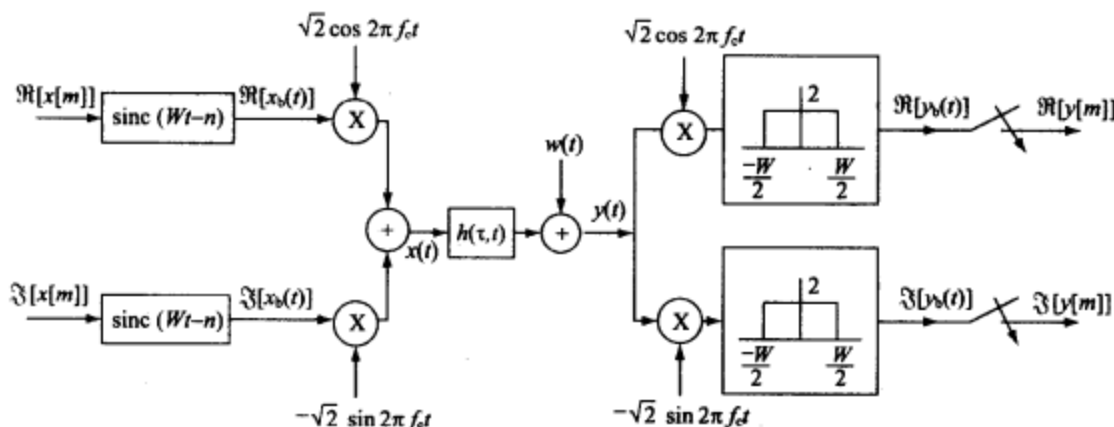 √2 cos 2π f_c t
√2 cos 2π f_c t
ℜ[x[m]]
sinc (Wt−n)
ℜ[x_b(t)]
X
X
2
−W/2
W/2
ℜ[y_b(t)]
ℜ[y[m]]
w(t)
+
x(t)
h(τ,t)
+
y(t)
ℑ[x[m]]
sinc (Wt−n)
ℑ[x_b(t)]
X
X
2
−W/2
W/2
ℑ[y_b(t)]
ℑ[y[m]]
−√2 sin 2π f_c t
−√2 sin 2π f_c t